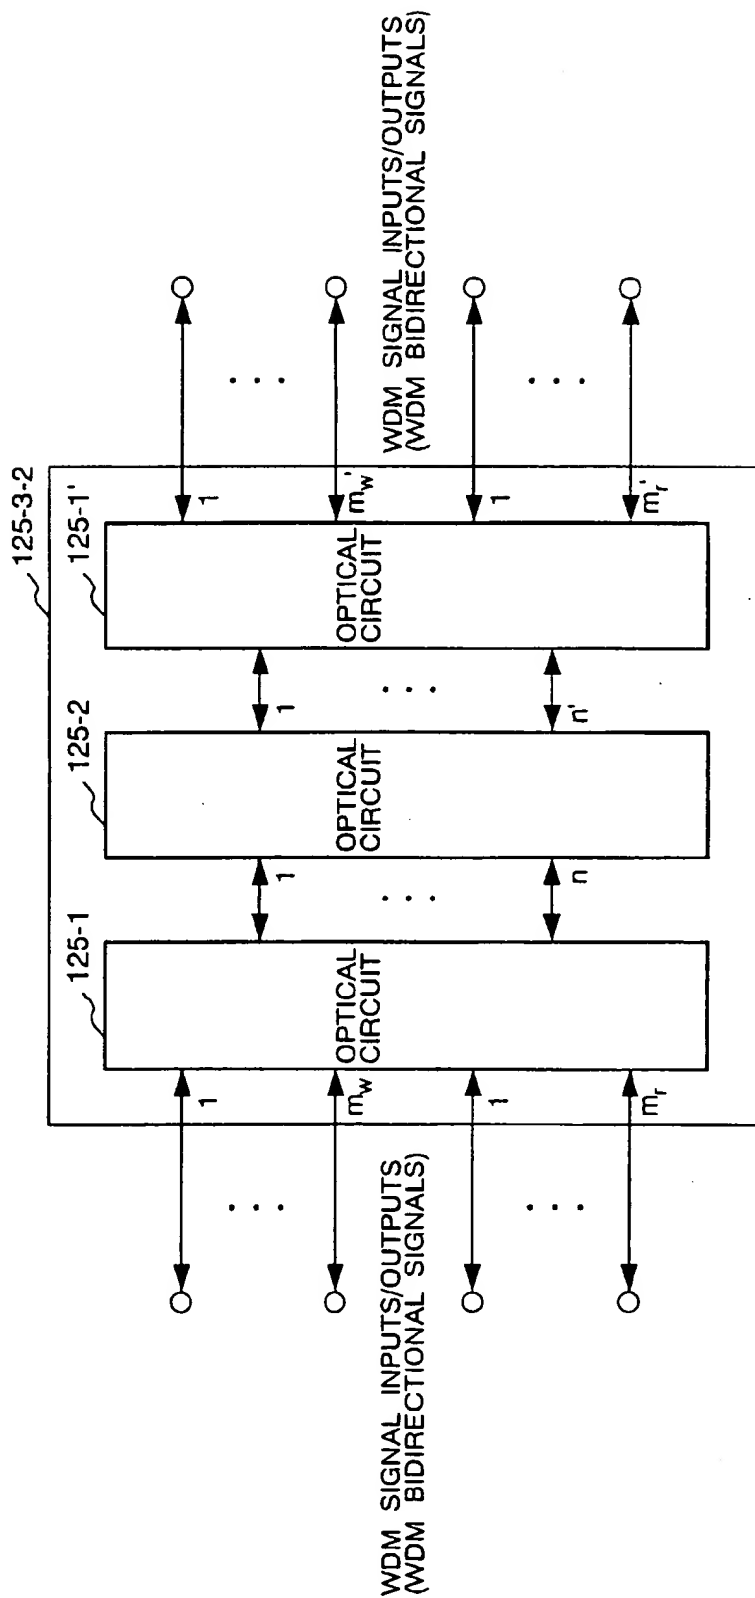 125-3-2
125-1
125-2
125-1'
1
1
1
1
. . .
. . .
. . .
. . .
m_w
OPTICAL
CIRCUIT
OPTICAL
CIRCUIT
OPTICAL
CIRCUIT
m_w'
1
1
. . .
. . .
n
n'
m_r
m_r'
WDM SIGNAL INPUTS/OUTPUTS
(WDM BIDIRECTIONAL SIGNALS)
WDM SIGNAL INPUTS/OUTPUTS
(WDM BIDIRECTIONAL SIGNALS)